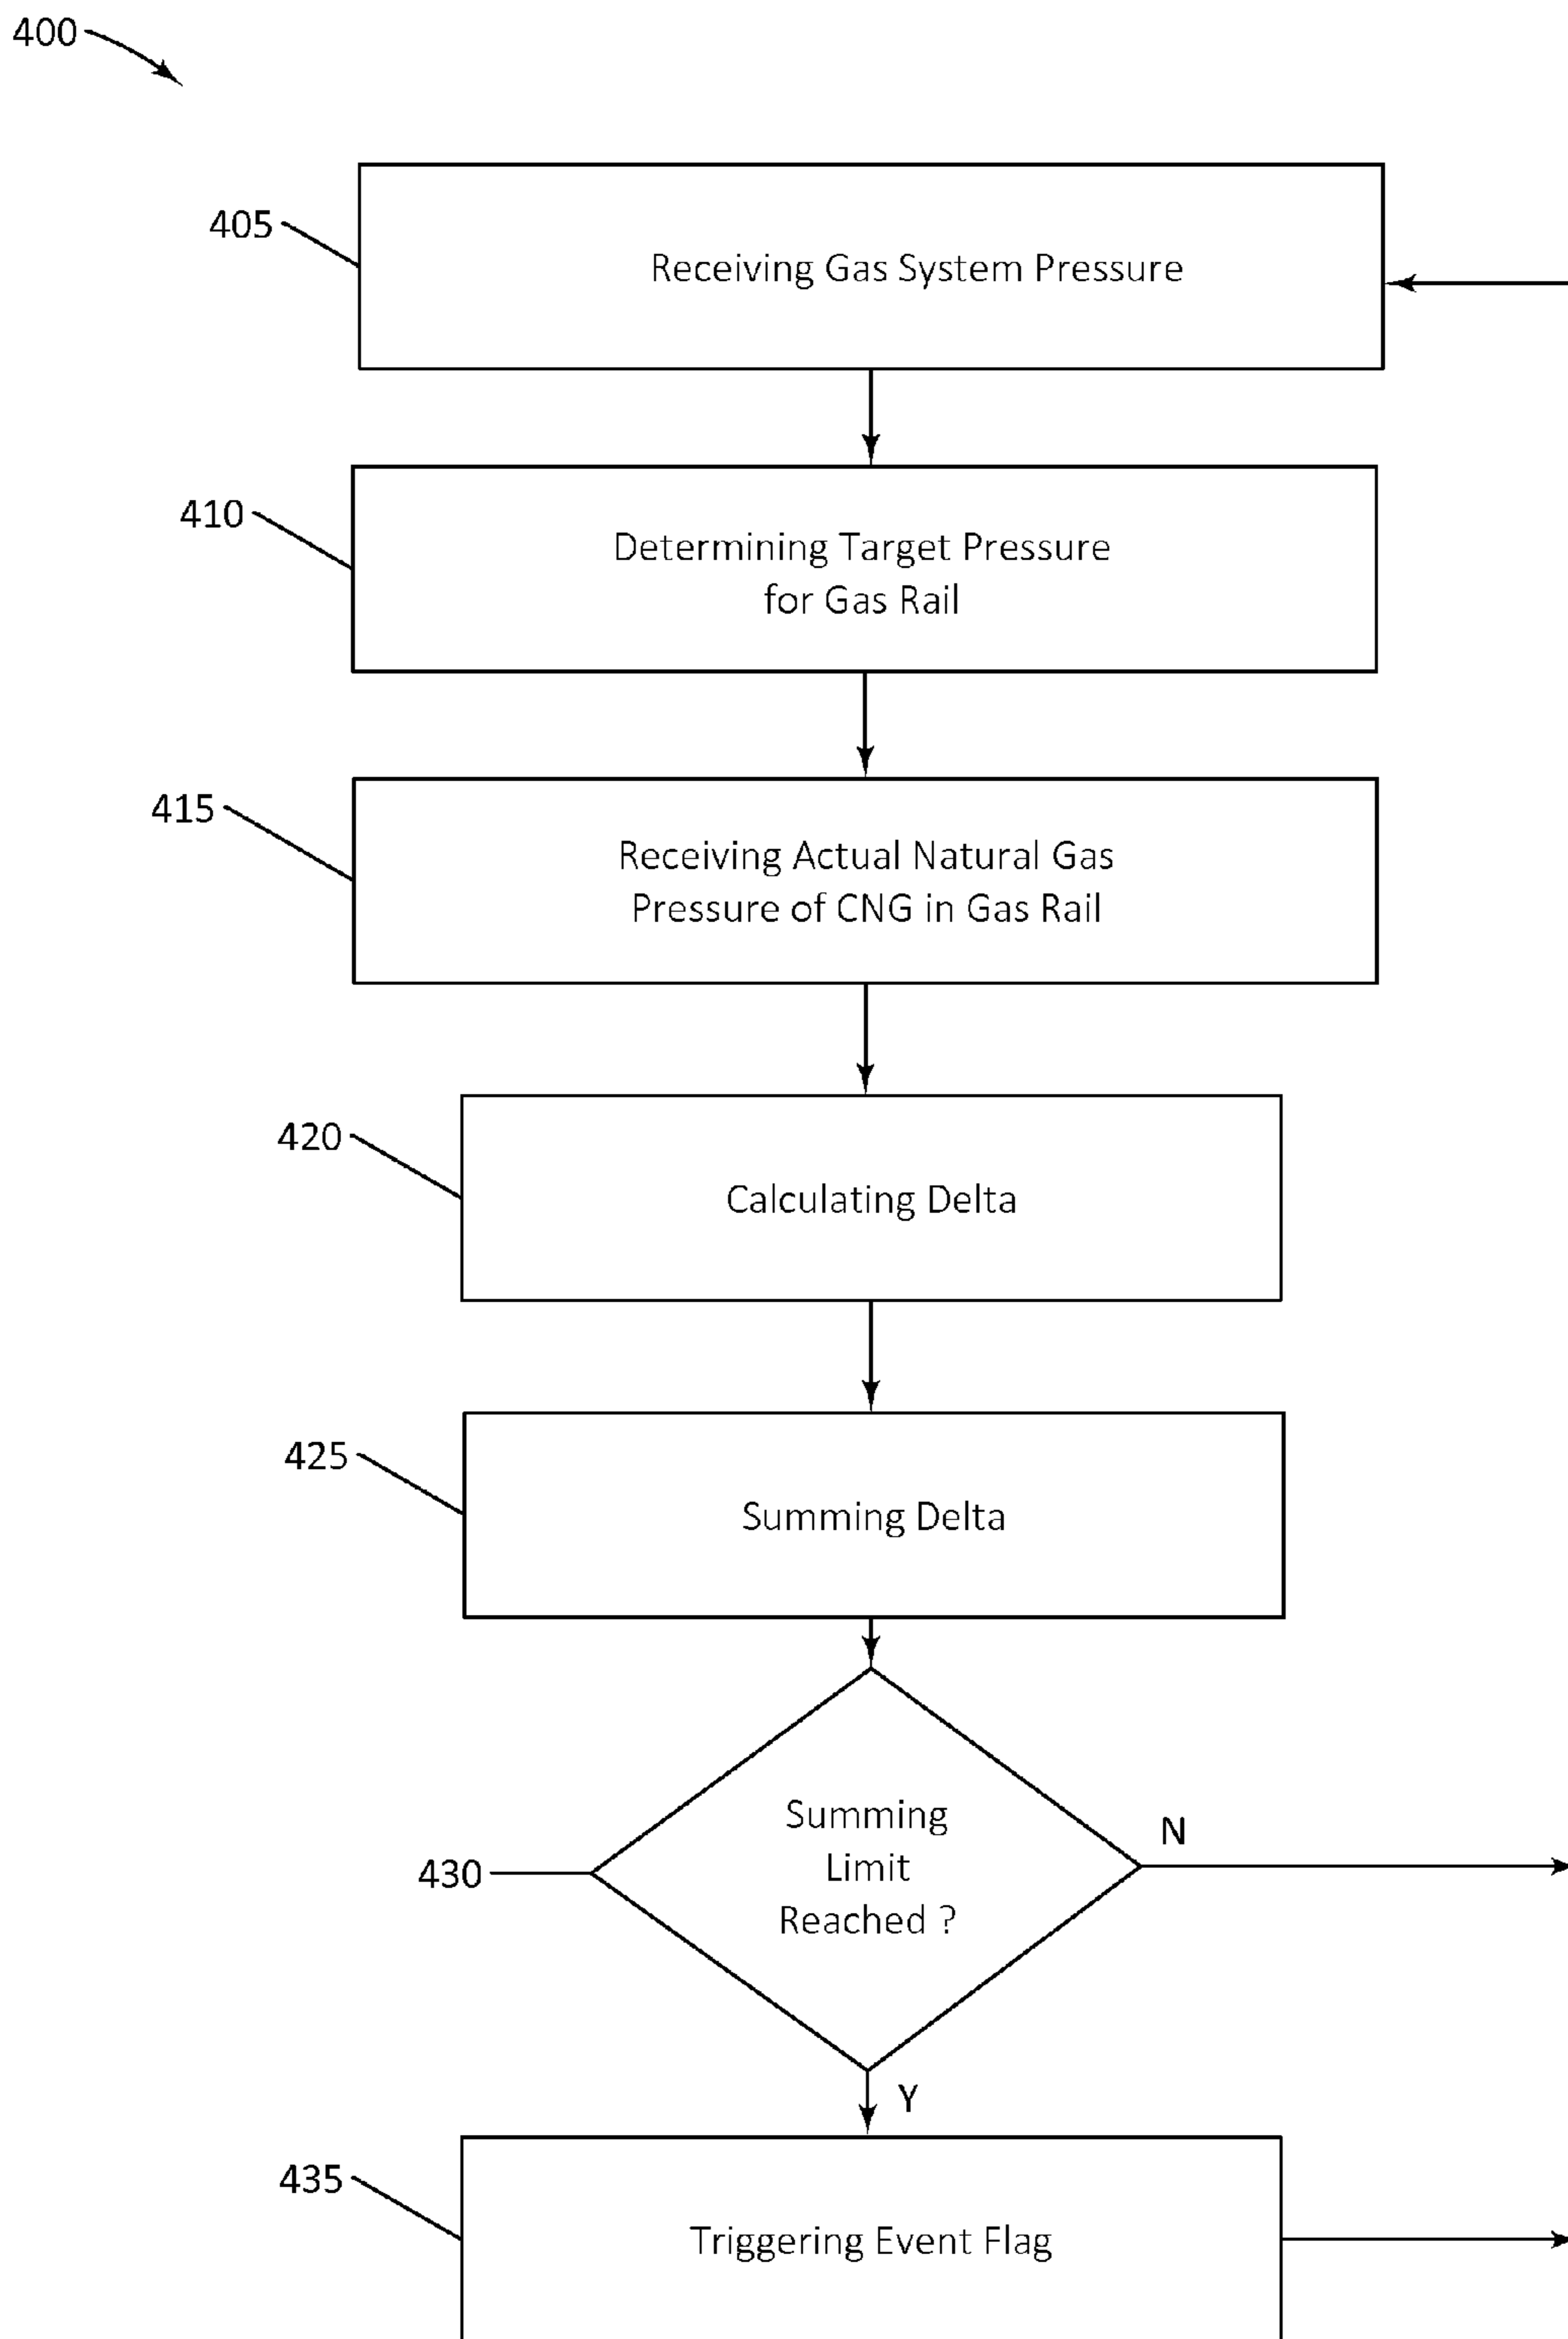 400
405
Receiving Gas System Pressure
410
Determining Target Pressure
for Gas Rail
415
Receiving Actual Natural Gas
Pressure of CNG in Gas Rail
420
Calculating Delta
425
Summing Delta
430
Summing
Limit
Reached ?
N
Y
435
Triggering Event Flag